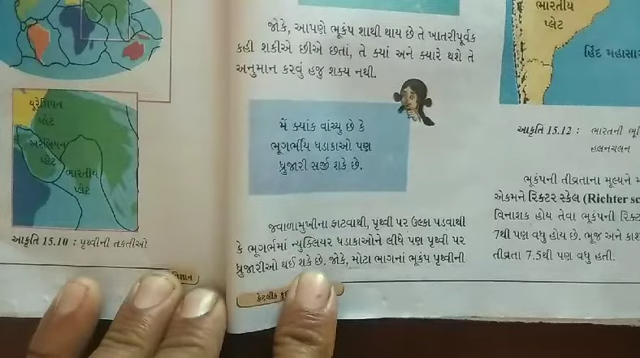 યુરેશિયન
પ્લેટ
અરેબિયન
પ્લેટ
ભારતીય
પ્લેટ
આકૃતિ 15.10 : પૃથ્વીની તકતીઓ
વિજ્ઞાન
જોકે, આપણે ભૂકંપ શાથી થાય છે તે ખાતરીપૂર્વક
કહી શકીએ છીએ છતાં, તે ક્યાં અને ક્યારે થશે તે
અનુમાન કરવું હજુ શક્ય નથી.
મેં ક્યાંક વાંચ્યુ છે કે
ભૂગર્ભીય ધડાકાઓ પણ
ધ્રુજારી સર્જી શકે છે.
જ્વાળામુખીના ફાટવાથી, પૃથ્વી પર ઉલ્કા પડવાથી
કે ભૂગર્ભમાં ન્યુક્લિયર ધડાકાઓને લીધે પણ પૃથ્વી પર
ધ્રુજારીઓ થઈ શકે છે. જોકે, મોટા ભાગનાં ભૂકંપ પૃથ્વીની
કેટલીક
ભારતીય
પ્લેટ
હિંદ મહાસા
આકૃતિ 15.12 : ભારતની ભૂ
હલનચલન
ભૂકંપની તીવ્રતાના મૂલ્યને
એકમને રિક્ટર સ્કેલ (Richter sc
વિનાશક હોય તેવા ભૂકંપની રિક્ટ
7થી પણ વધુ હોય છે. ભૂજ અને કાશ
તીવ્રતા 7.5થી પણ વધુ હતી.